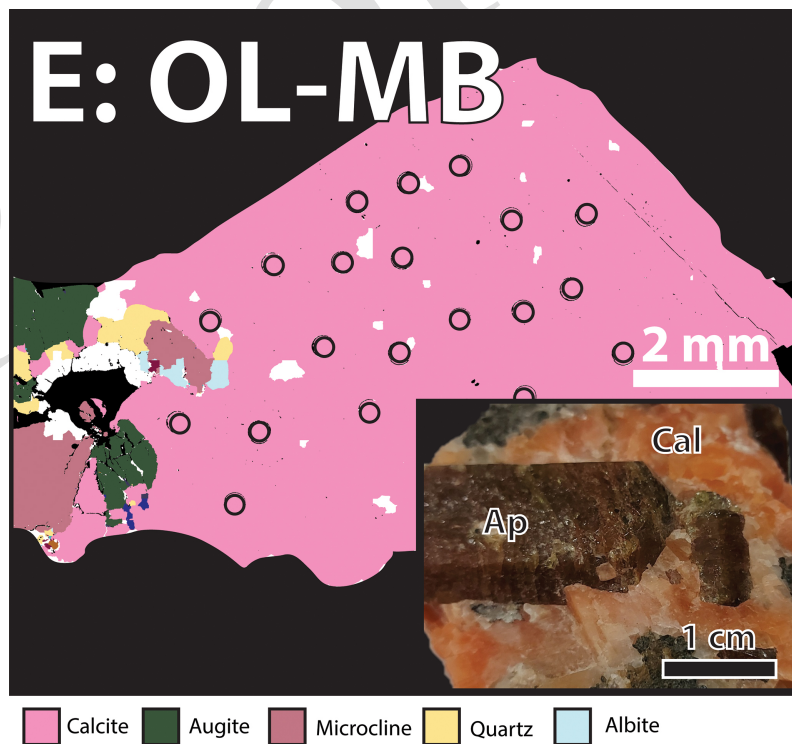 E: OL-MB
2 mm
Cal
Ap
1 cm
Calcite
Augite
Microcline
Quartz
Albite